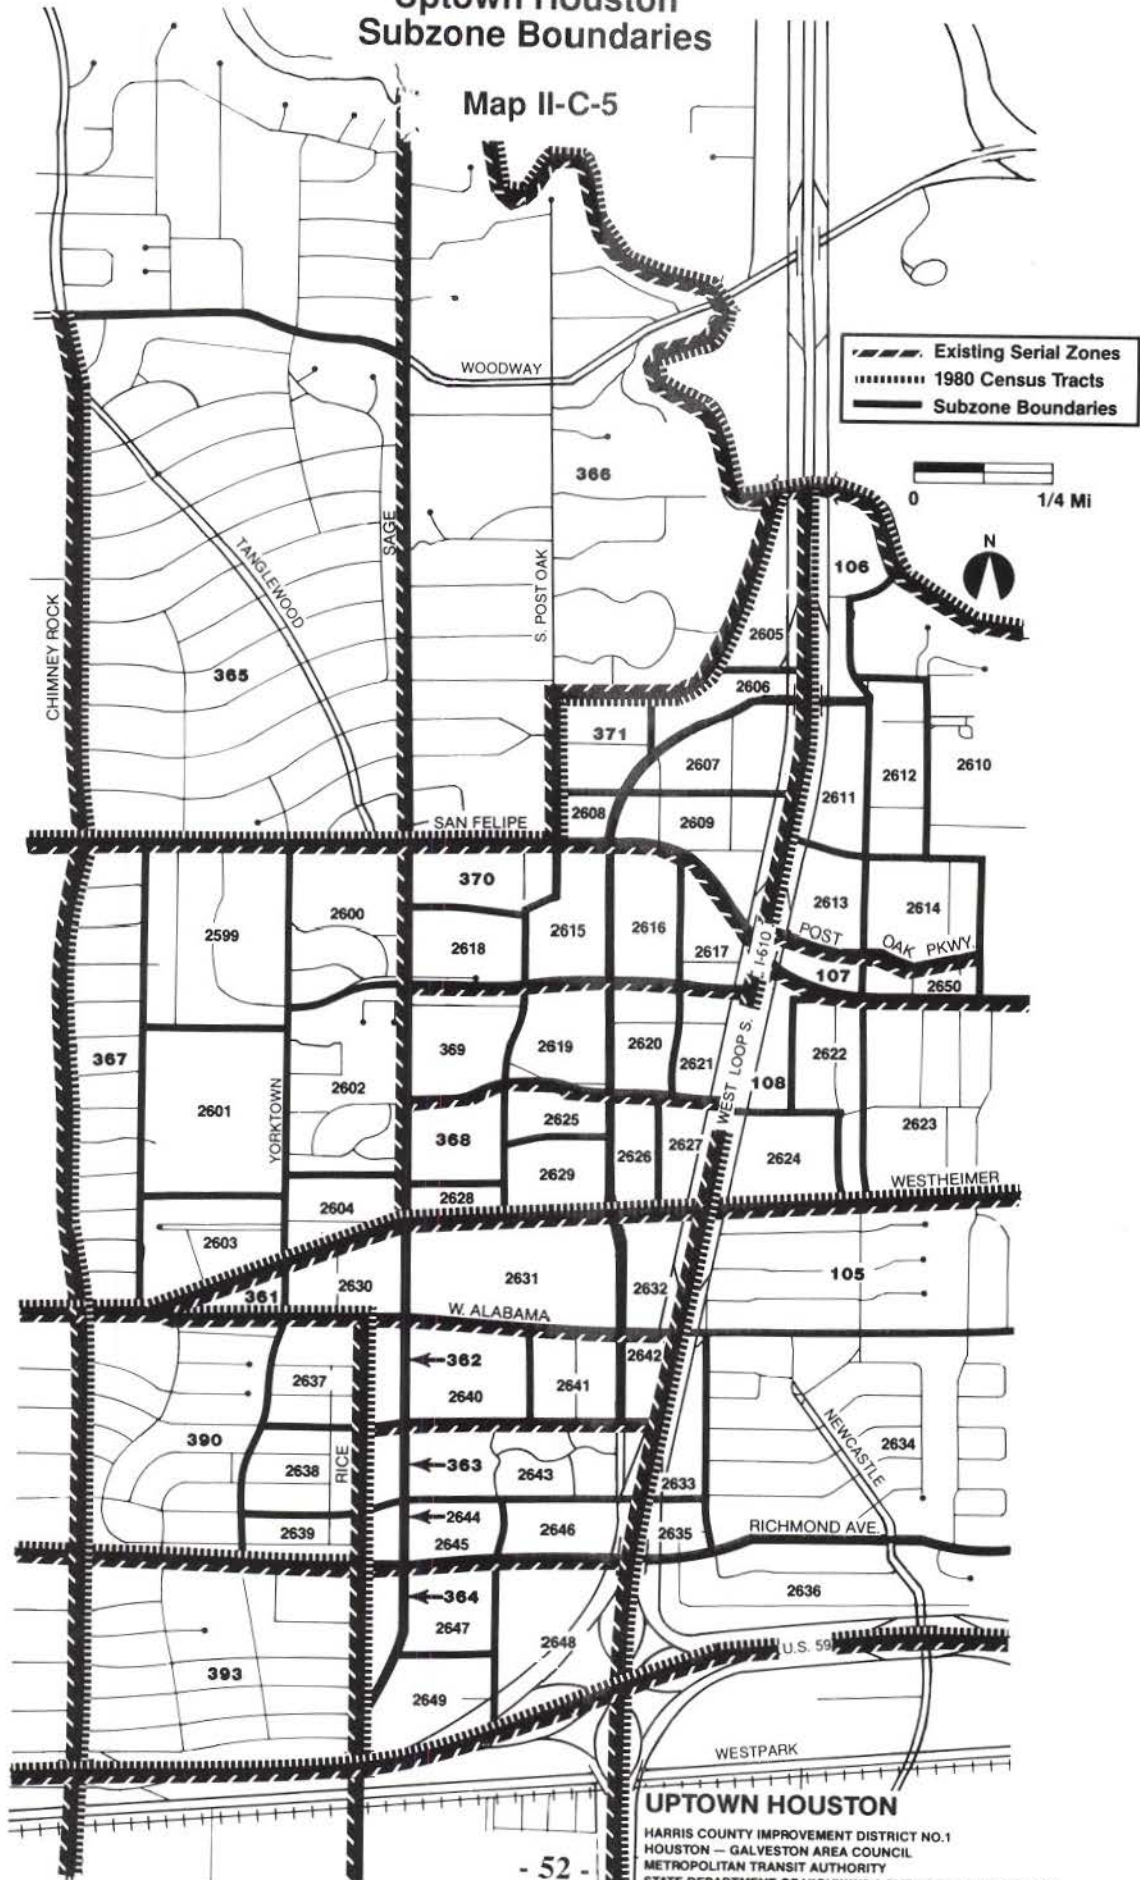 Uptown Houston
Subzone Boundaries
Map II-C-5
WOODWAY
Existing Serial Zones
1980 Census Tracts
Subzone Boundaries
0 1/4 Mi
N
366
SAGE
TANGLEWOOD
S. POST OAK
CHIMNEY ROCK
106
2605
365
2606
371
2607
2610
2612
2611
2608
2609
SAN FELIPE
370
2600
2599
2618
2615
2616
2617
2613
2614
POST OAK PKWY.
I-610
107
2650
367
369
2619
2620
2621
WEST LOOP S.
2622
108
2602
2601
YORKTOWN
368
2625
2626
2627
2623
2624
2629
WESTHEIMER
2628
2604
2603
361
2630
2631
2632
105
W. ALABAMA
362
2642
2637
2640
2641
390
RICE
363
2638
2643
2633
NEWCASTLE
2634
2644
2639
2645
2646
2635
RICHMOND AVE.
364
2636
2647
2648
U.S. 59
393
2649
WESTPARK
UPTOWN HOUSTON
HARRIS COUNTY IMPROVEMENT DISTRICT NO.1
HOUSTON — GALVESTON AREA COUNCIL
METROPOLITAN TRANSIT AUTHORITY
- 52 -